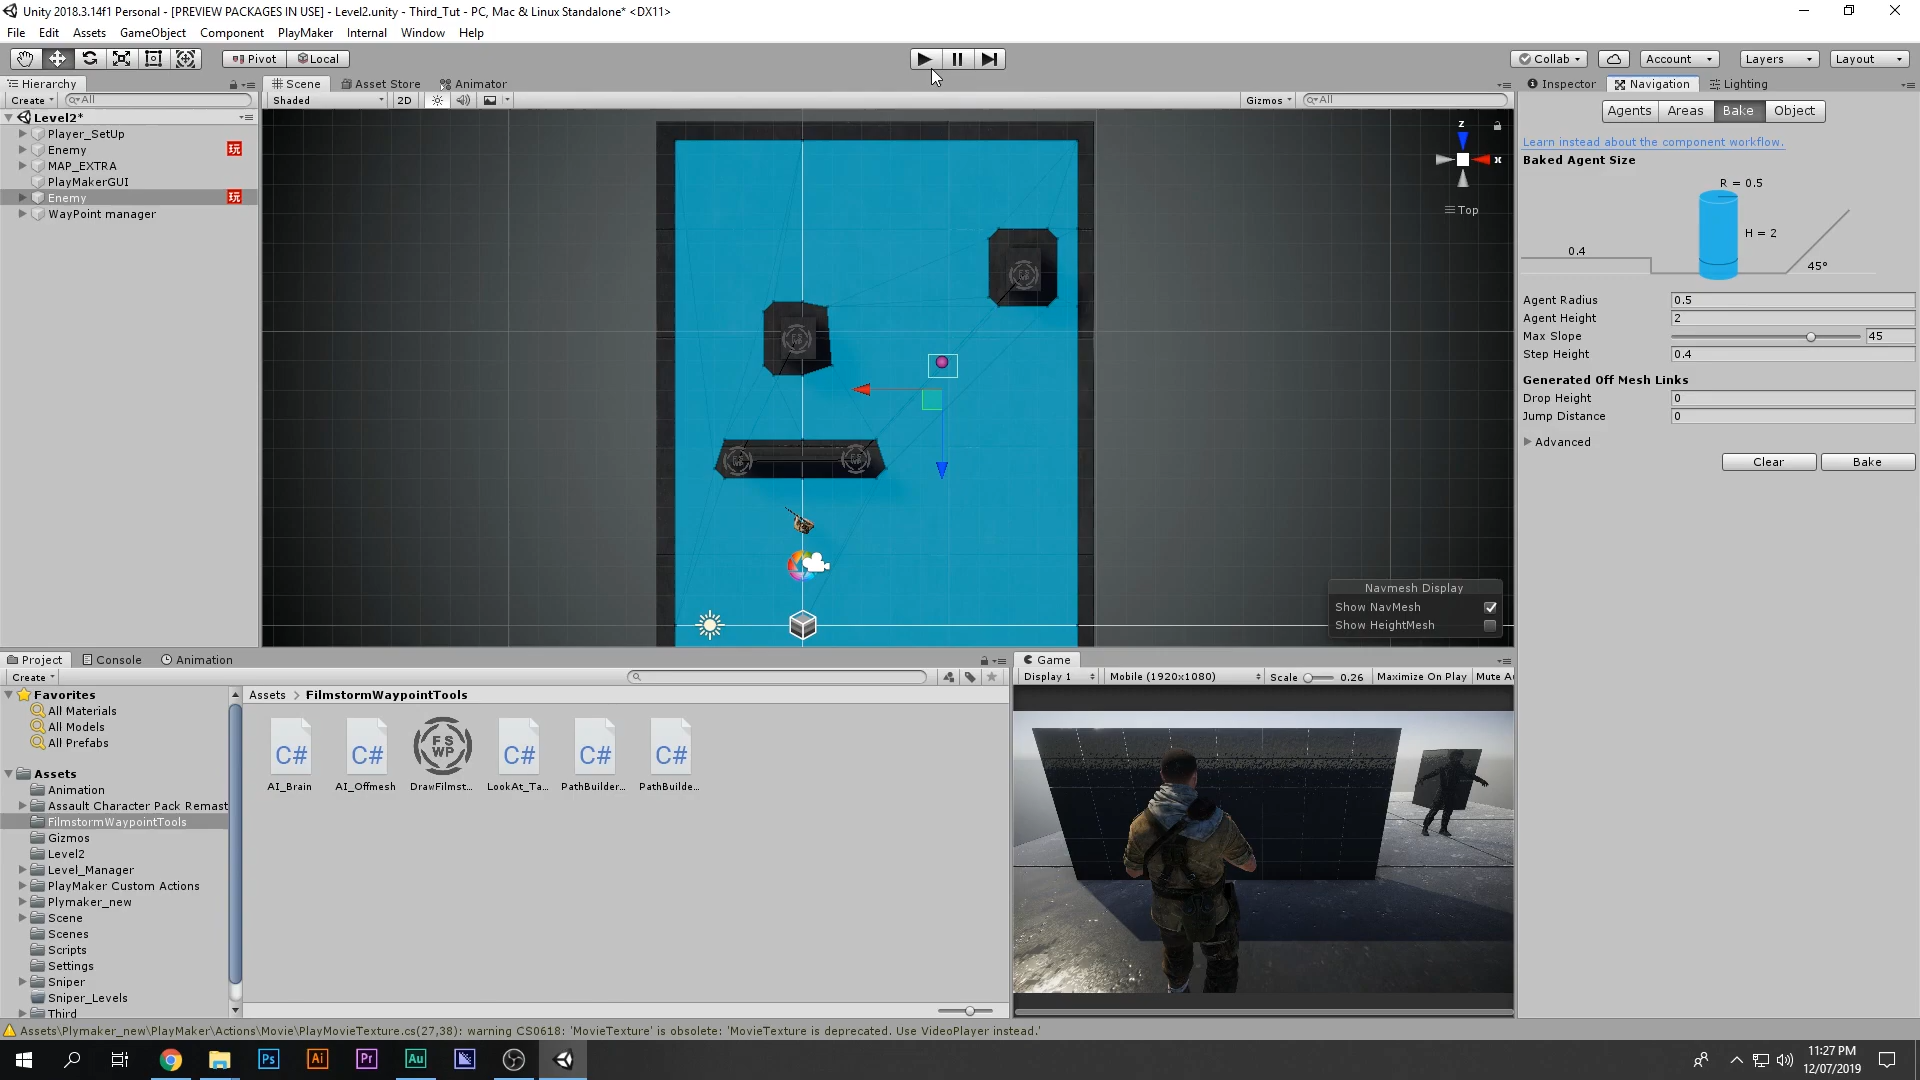 Unity 2018.3.14f1 Personal - [PREVIEW PACKAGES IN USE] - Level2.unity - Third_Tut - PC, Mac & Linux Standalone* <DX11>
File Edit Assets GameObject Component PlayMaker Internal Window Help
Pivot Local Collab Account Layers Layout
Hierarchy
Create All
Level2*
Player_SetUp
Enemy 玩
MAP_EXTRA
PlayMakerGUI
Enemy 玩
WayPoint manager
Scene Asset Store Animator
Shaded 2D Gizmos All
z
x
Top
Navmesh Display
Show NavMesh
Show HeightMesh
Inspector Navigation Lighting
Agents Areas Bake Object
Learn instead about the component workflow.
Baked Agent Size
R = 0.5
H = 2
0.4
45°
Agent Radius 0.5
Agent Height 2
Max Slope 45
Step Height 0.4
Generated Off Mesh Links
Drop Height 0
Jump Distance 0
Advanced
Clear Bake
Project Console Animation
Create
Favorites
All Materials
All Models
All Prefabs
Assets
Animation
Assault Character Pack Remast
FilmstormWaypointTools
Gizmos
Level2
Level_Manager
PlayMaker Custom Actions
Plymaker_new
Scene
Scenes
Scripts
Settings
Sniper
Sniper_Levels
Third
Assets > FilmstormWaypointTools
C# C# FS WP C# C# C#
AI_Brain AI_Offmesh DrawFilmst... LookAt_Ta... PathBuilder... PathBuilde...
Game
Display 1 Mobile (1920x1080) Scale 0.26 Maximize On Play Mute A
Assets\Plymaker_new\PlayMaker\Actions\Movie\PlayMovieTexture.cs(27,38): warning CS0618: 'MovieTexture' is obsolete: 'MovieTexture is deprecated. Use VideoPlayer instead.'
Ps Ai Pr Au
11:27 PM
12/07/2019